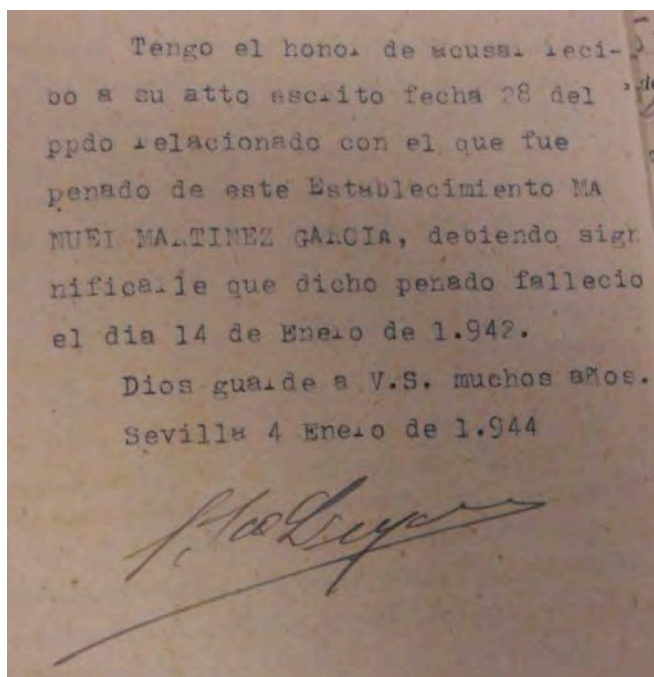 Tengo el honor de acusar reci-
bo a su atto escrito fecha 28 del
ppdo relacionado con el que fue
penado de este Establecimiento MA
NUEL MARTINEZ GARCIA, debiendo sig
nificarle que dicho penado fallecio
el dia 14 de Enero de 1.942.
Dios guarde a V.S. muchos años.
Sevilla 4 Enero de 1.944